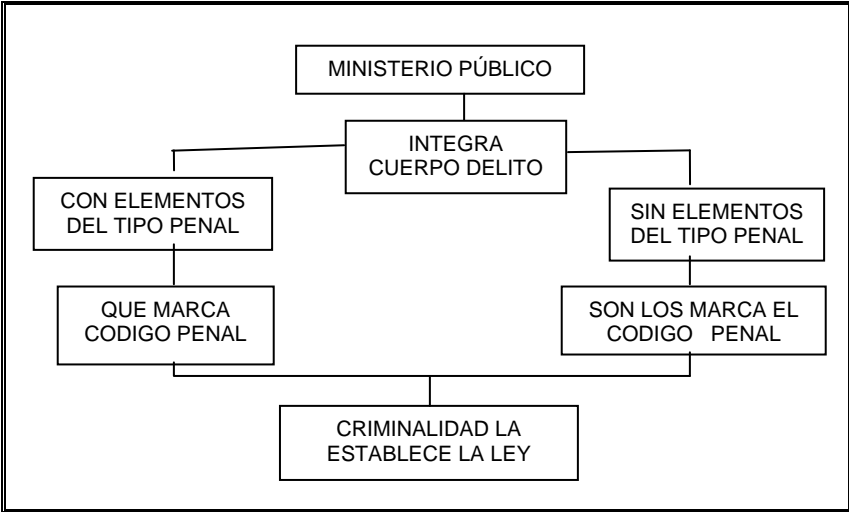 MINISTERIO PÚBLICO
INTEGRA
CUERPO DELITO
CON ELEMENTOS
DEL TIPO PENAL
SIN ELEMENTOS
DEL TIPO PENAL
QUE MARCA
CODIGO PENAL
SON LOS MARCA EL
CODIGO PENAL
CRIMINALIDAD LA
ESTABLECE LA LEY